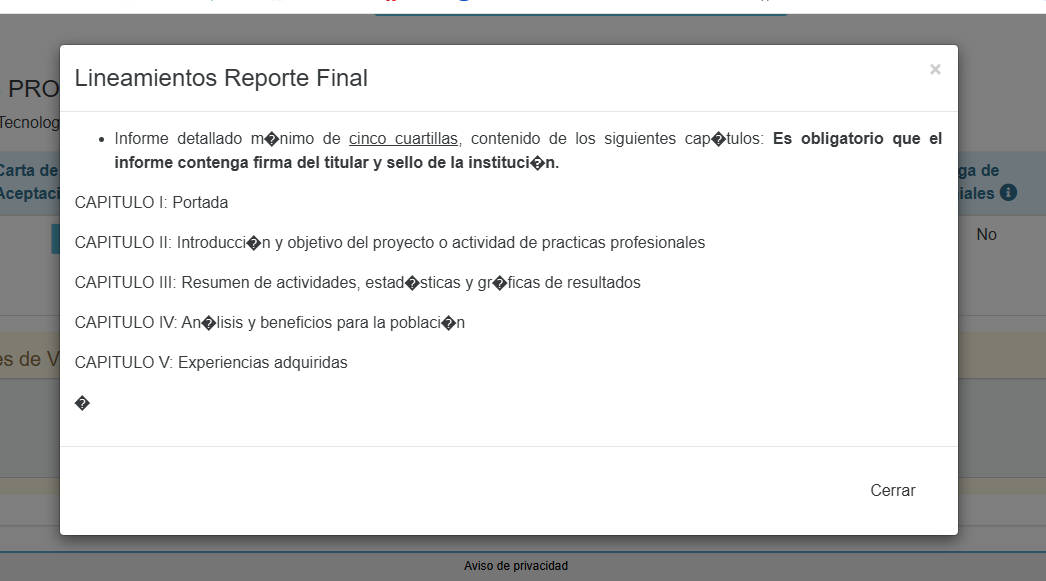 Lineamientos Reporte Final
×
PRO
Tecnolog
Carta de
Aceptaci
ga de
iales
No
• Informe detallado m�nimo de cinco cuartillas, contenido de los siguientes cap�tulos: Es obligatorio que el
informe contenga firma del titular y sello de la instituci�n.
CAPITULO I: Portada
CAPITULO II: Introducci�n y objetivo del proyecto o actividad de practicas profesionales
CAPITULO III: Resumen de actividades, estad�sticas y gr�ficas de resultados
CAPITULO IV: An�lisis y beneficios para la poblaci�n
CAPITULO V: Experiencias adquiridas
�
es de V
Cerrar
Aviso de privacidad